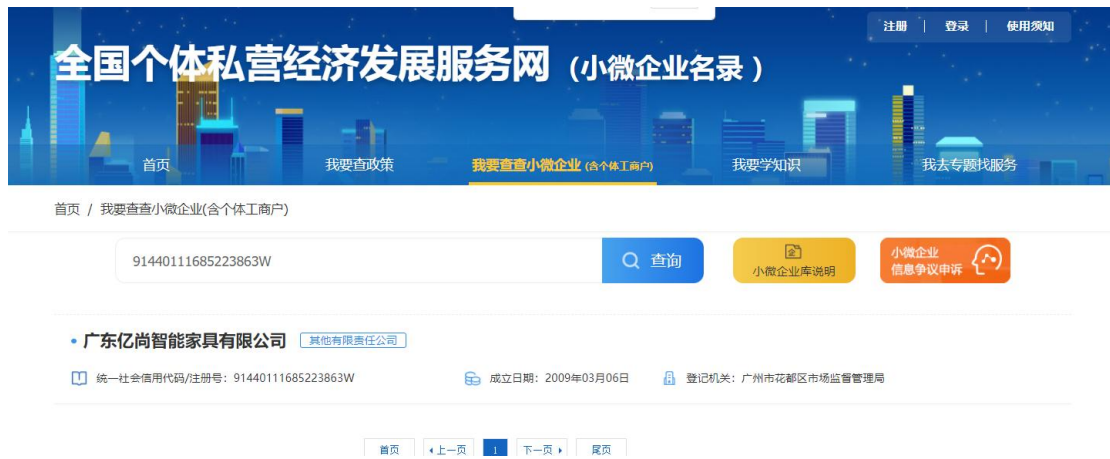 注册 | 登录 | 使用须知
全国个体私营经济发展服务网 (小微企业名录)
首页 我要查政策 我要查查小微企业 (含个体工商户) 我要学知识 我去专题找服务
首页 / 我要查查小微企业(含个体工商户)
91440111685223863W 查询 小微企业库说明 小微企业
信息争议申诉
• 广东亿尚智能家具有限公司 其他有限责任公司
统一社会信用代码/注册号：91440111685223863W 成立日期：2009年03月06日 登记机关：广州市花都区市场监督管理局
首页 上一页 1 下一页 尾页